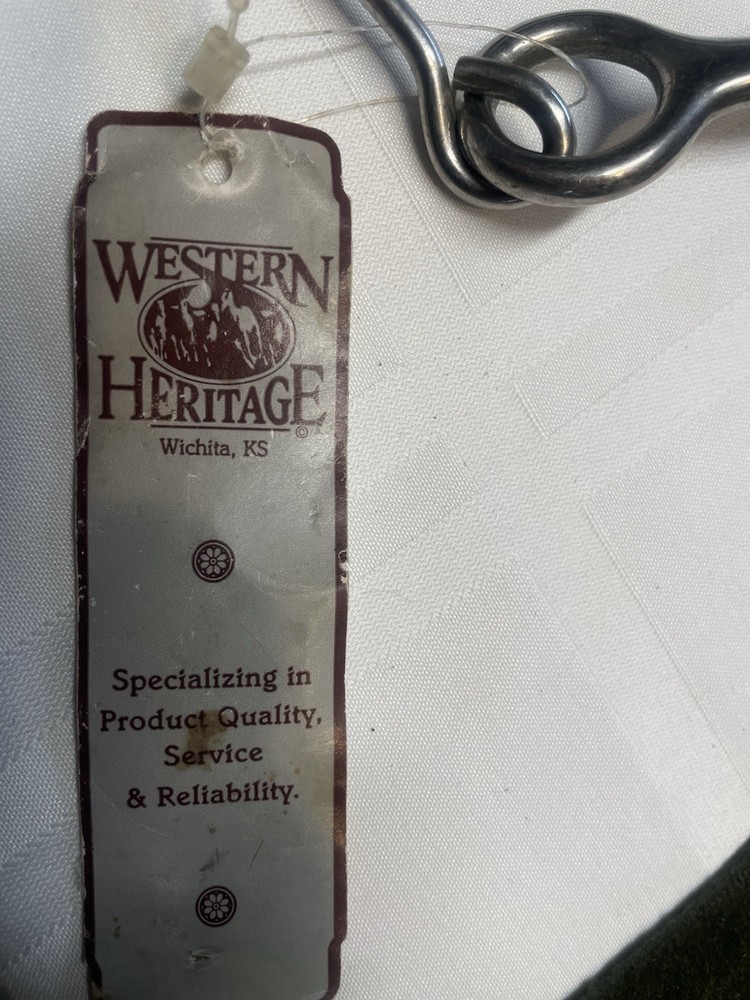 WESTERN
HERITAGE
©
Wichita, KS
Specializing in
Product Quality,
Service
& Reliability.